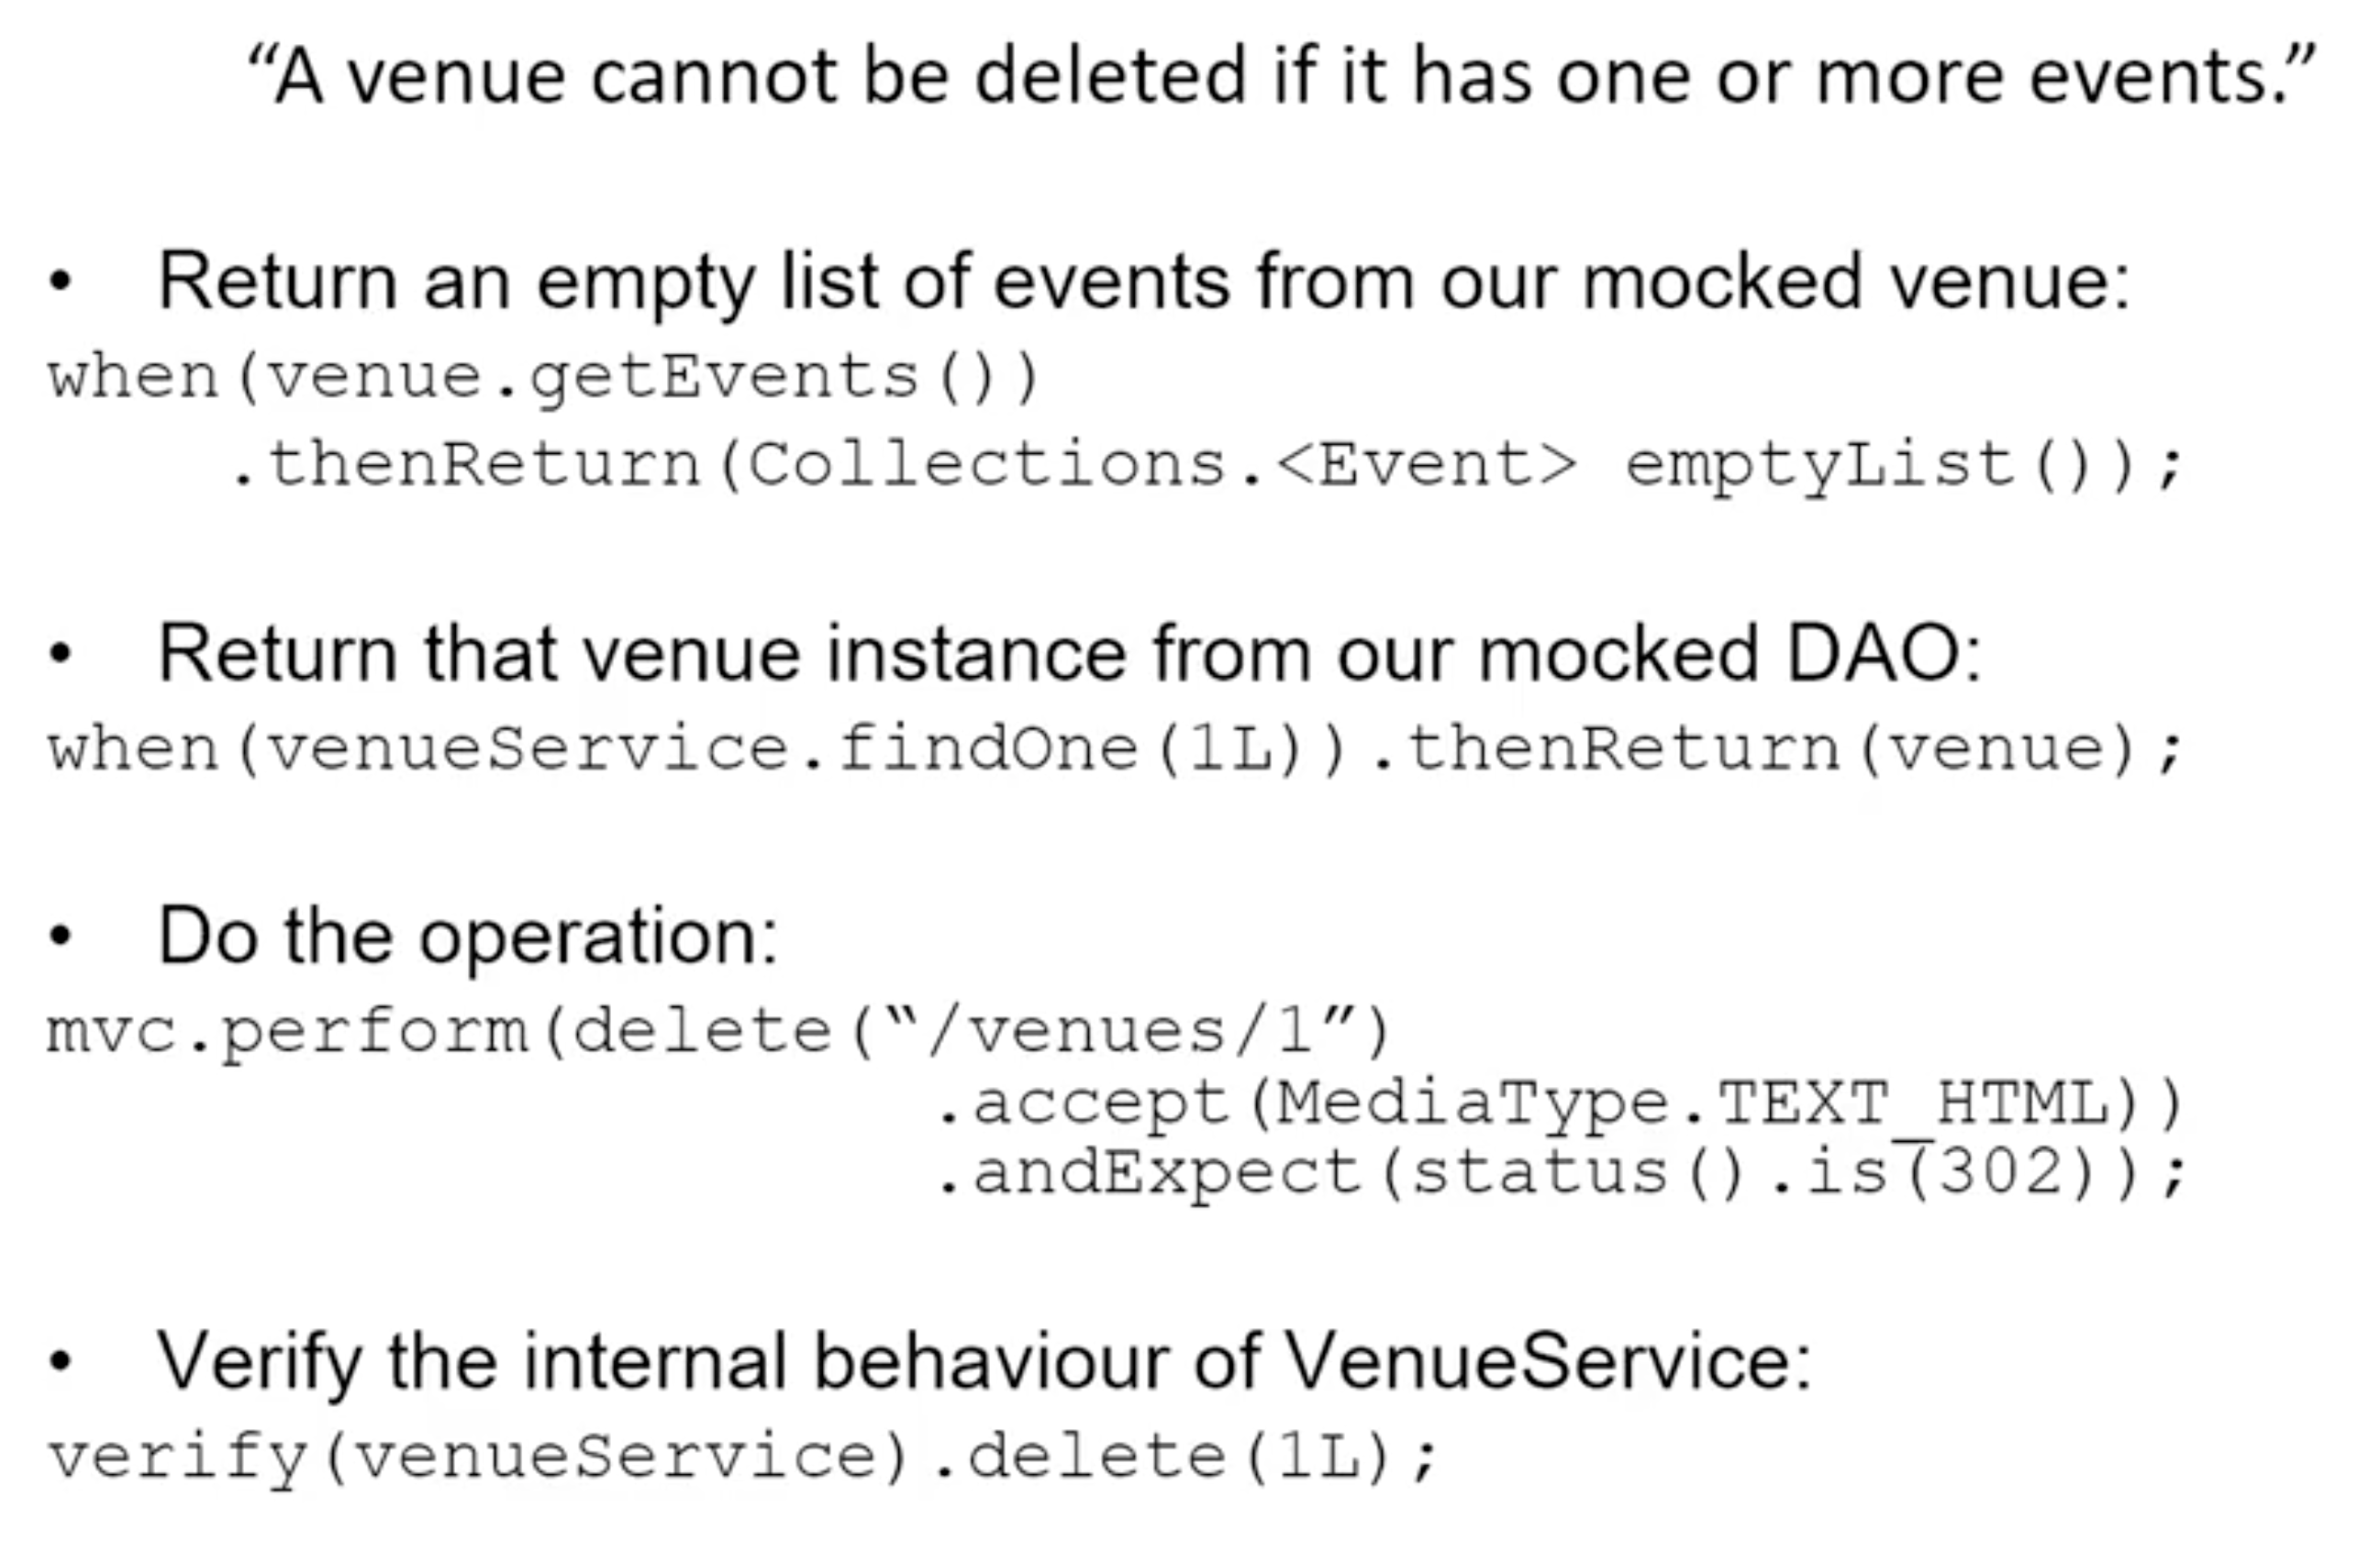 “A venue cannot be deleted if it has one or more events.”
• Return an empty list of events from our mocked venue:
when(venue.getEvents())
.thenReturn(Collections.<Event> emptyList());
• Return that venue instance from our mocked DAO:
when(venueService.findOne(1L)).thenReturn(venue);
• Do the operation:
mvc.perform(delete(“/venues/1”)
.accept(MediaType.TEXT_HTML))
.andExpect(status().is(302));
• Verify the internal behaviour of VenueService:
verify(venueService).delete(1L);